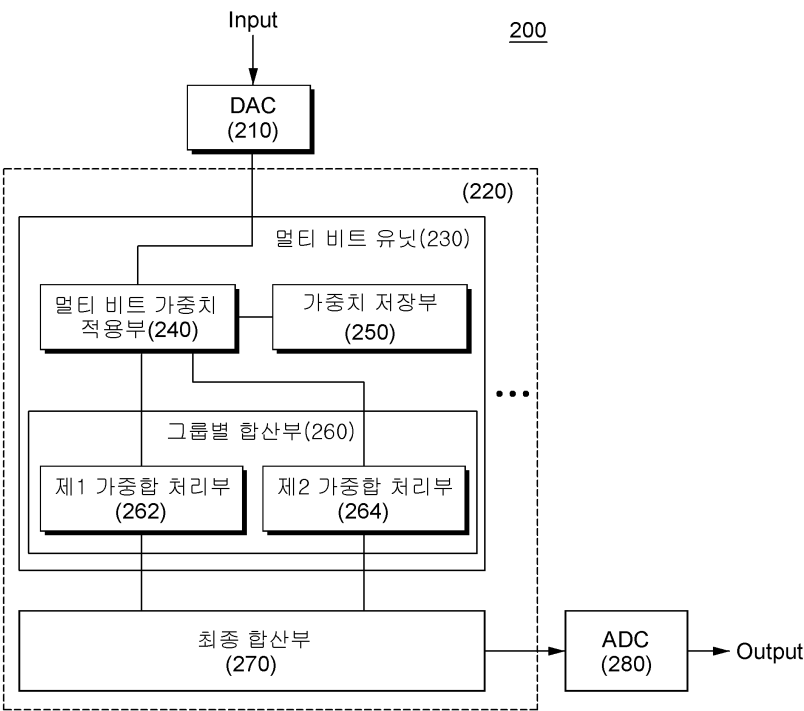 Input
200
DAC
(210)
(220)
멀티 비트 유닛(230)
멀티 비트 가중치
적용부(240)
가중치 저장부
(250)
그룹별 합산부(260)
제1 가중합 처리부
(262)
제2 가중합 처리부
(264)
최종 합산부
(270)
ADC
(280)
Output